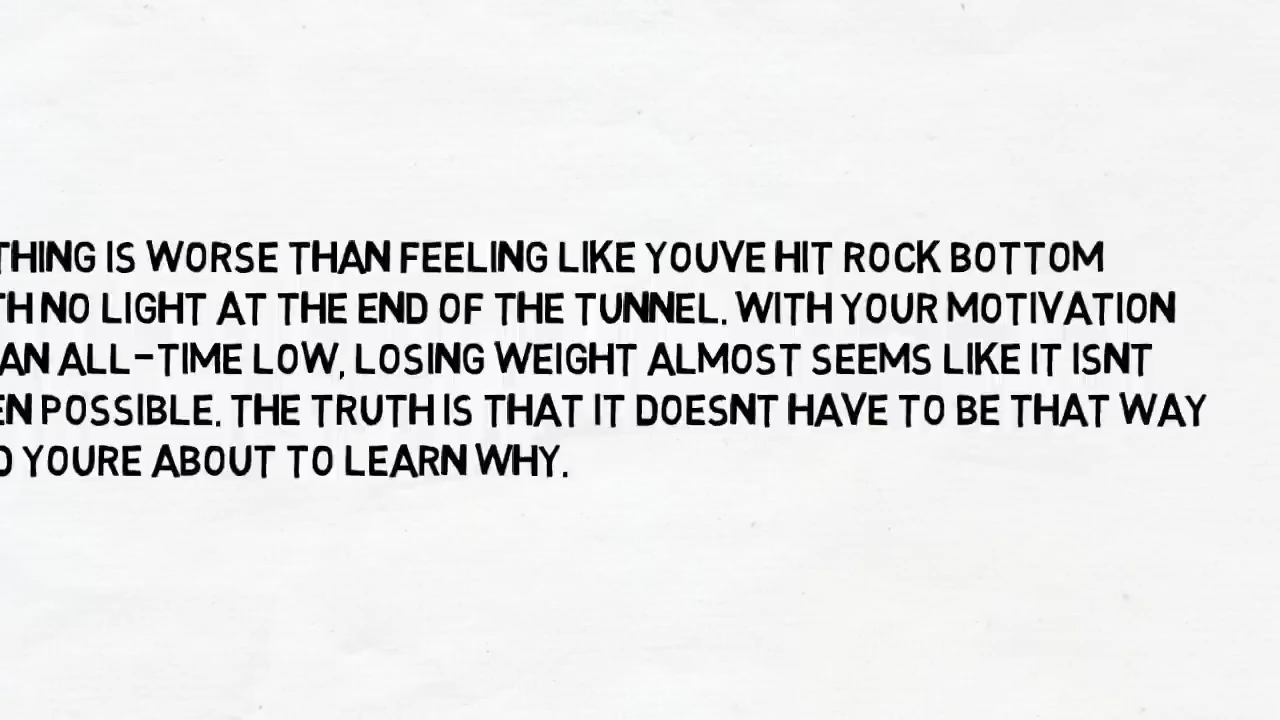 THING IS WORSE THAN FEELING LIKE YOUVE HIT ROCK BOTTOM
TH NO LIGHT AT THE END OF THE TUNNEL. WITH YOUR MOTIVATION
AN ALL-TIME LOW, LOSING WEIGHT ALMOST SEEMS LIKE IT ISNT
EN POSSIBLE. THE TRUTH IS THAT IT DOESNT HAVE TO BE THAT WAY
YOURE ABOUT TO LEARN WHY.